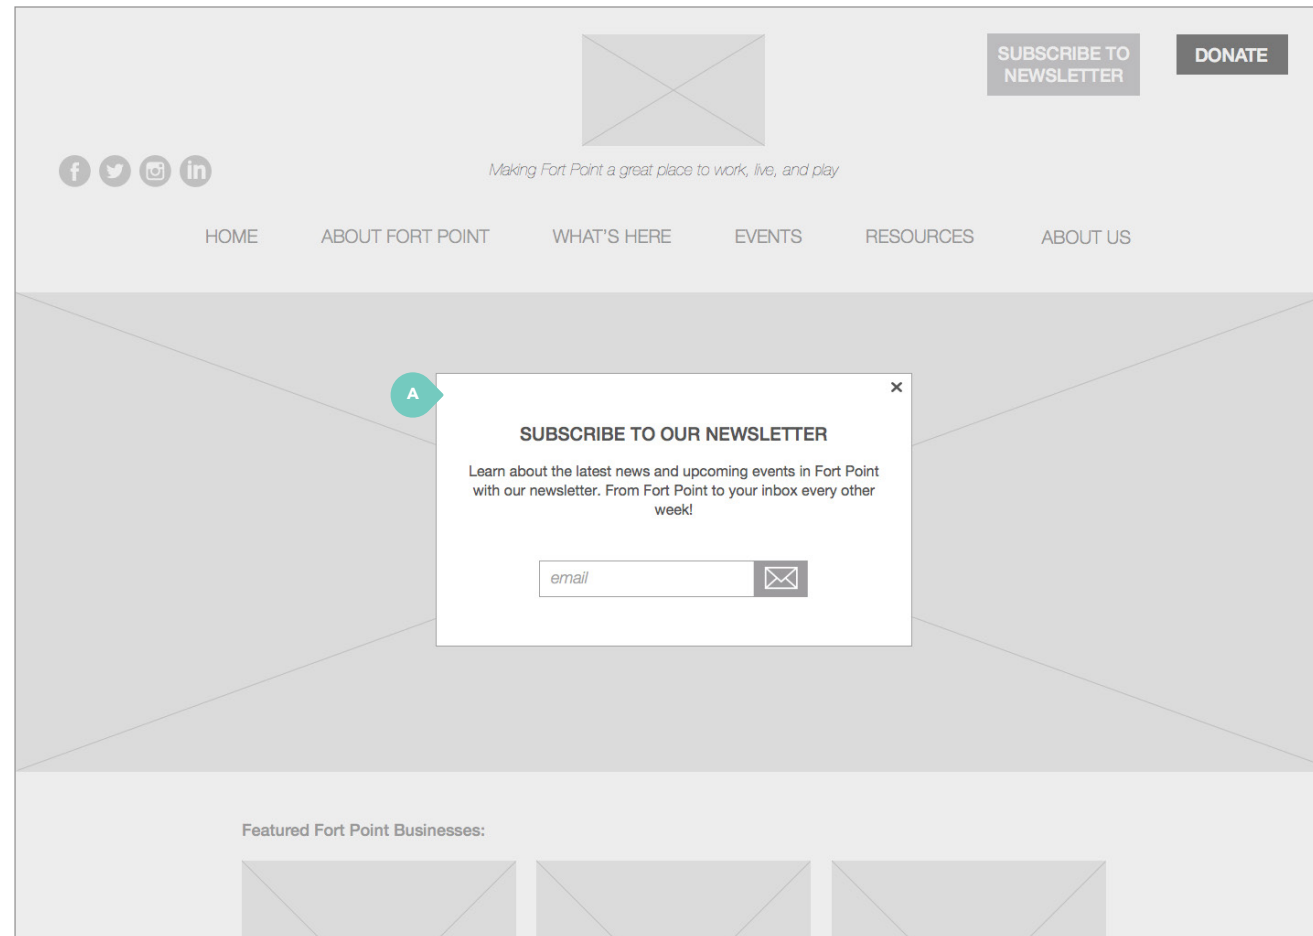 SUBSCRIBE TO
NEWSLETTER
DONATE
f
in
Making Fort Point a great place to work, live, and play
HOME
ABOUT FORT POINT
WHAT'S HERE
EVENTS
RESOURCES
ABOUT US
A
SUBSCRIBE TO OUR NEWSLETTER
Learn about the latest news and upcoming events in Fort Point
with our newsletter. From Fort Point to your inbox every other
week!
email
Featured Fort Point Businesses: